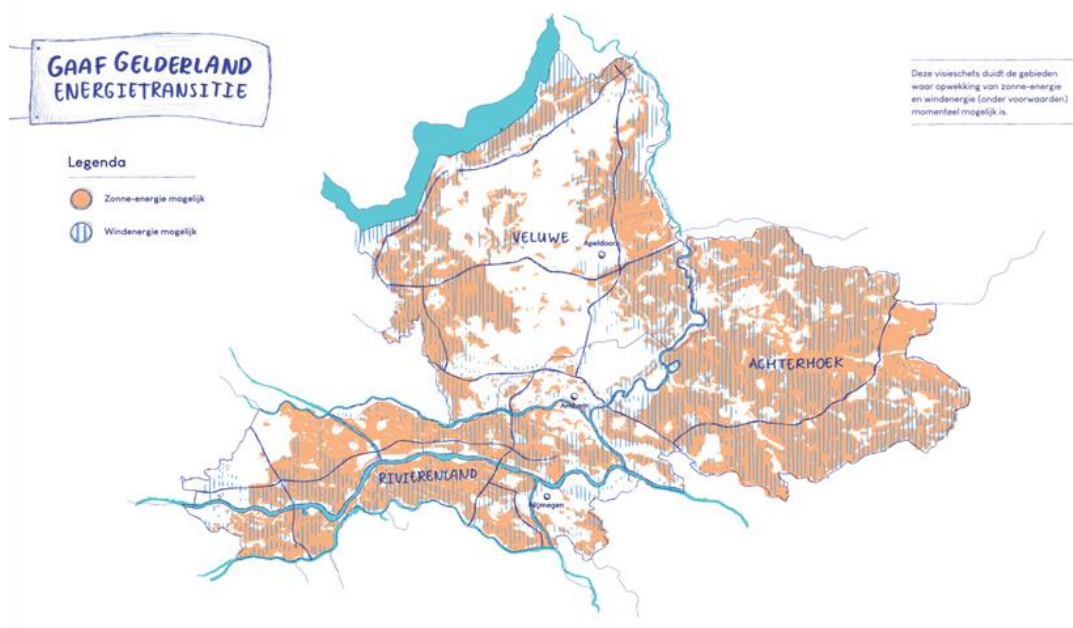 GAAF GELDERLAND
ENERGIETRANSITIE
Deze visieschets duidt de gebieden
waar opwekking van zonne-energie
en windenergie (onder voorwaarden)
momenteel mogelijk is.
Legenda
Zonne-energie mogelijk
Windenergie mogelijk
VELUWE
Apeldoorn
ACHTERHOEK
Arnhem
RIVIERENLAND
Nijmegen